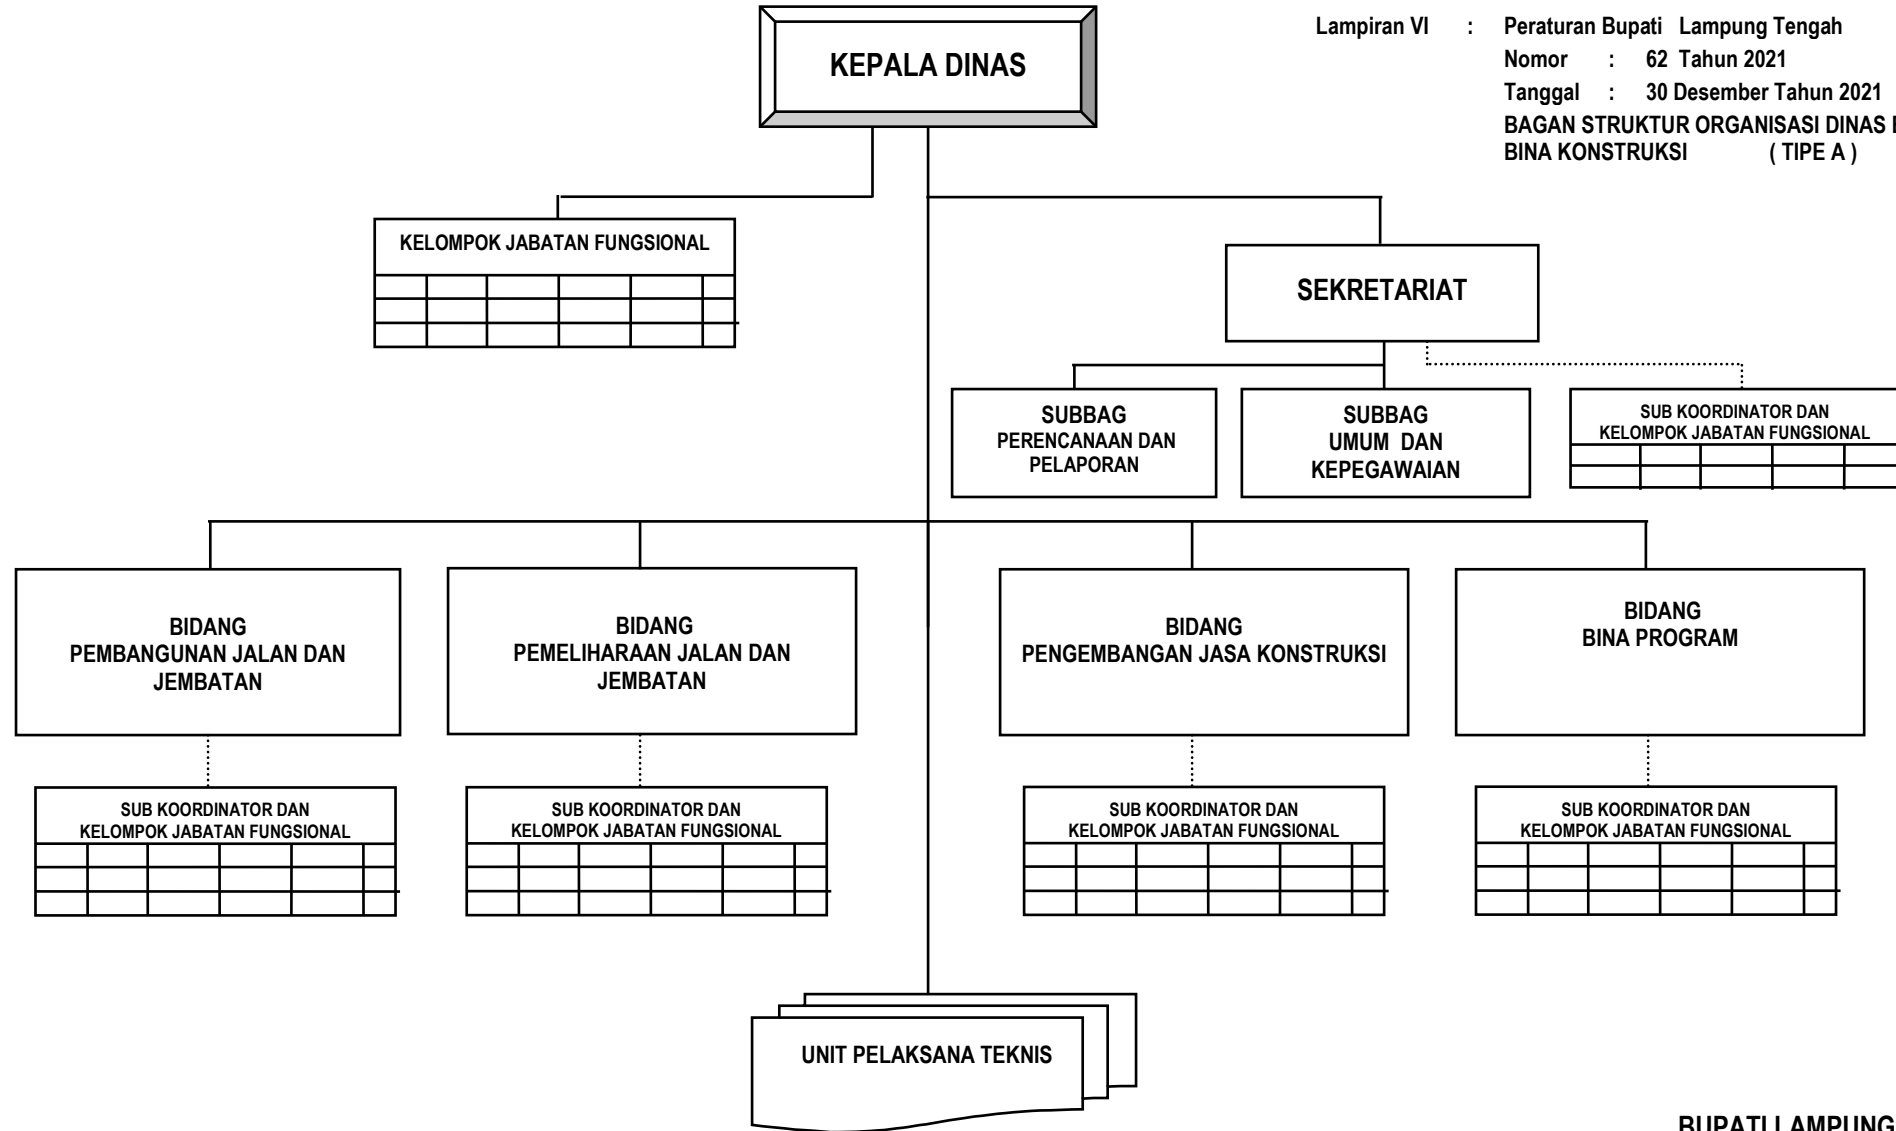 Lampiran VI : Peraturan Bupati Lampung Tengah
Nomor : 62 Tahun 2021
Tanggal : 30 Desember Tahun 2021
BAGAN STRUKTUR ORGANISASI DINAS
BINA KONSTRUKSI ( TIPE A )
KEPALA DINAS
KELOMPOK JABATAN FUNGSIONAL
SEKRETARIAT
SUBBAG
PERENCANAAN DAN
PELAPORAN
SUBBAG
UMUM DAN
KEPEGAWAIAN
SUB KOORDINATOR DAN
KELOMPOK JABATAN FUNGSIONAL
BIDANG
PEMBANGUNAN JALAN DAN
JEMBATAN
BIDANG
PEMELIHARAAN JALAN DAN
JEMBATAN
BIDANG
PENGEMBANGAN JASA KONSTRUKSI
BIDANG
BINA PROGRAM
SUB KOORDINATOR DAN
KELOMPOK JABATAN FUNGSIONAL
SUB KOORDINATOR DAN
KELOMPOK JABATAN FUNGSIONAL
SUB KOORDINATOR DAN
KELOMPOK JABATAN FUNGSIONAL
SUB KOORDINATOR DAN
KELOMPOK JABATAN FUNGSIONAL
UNIT PELAKSANA TEKNIS
BUPATI LAMPUNG